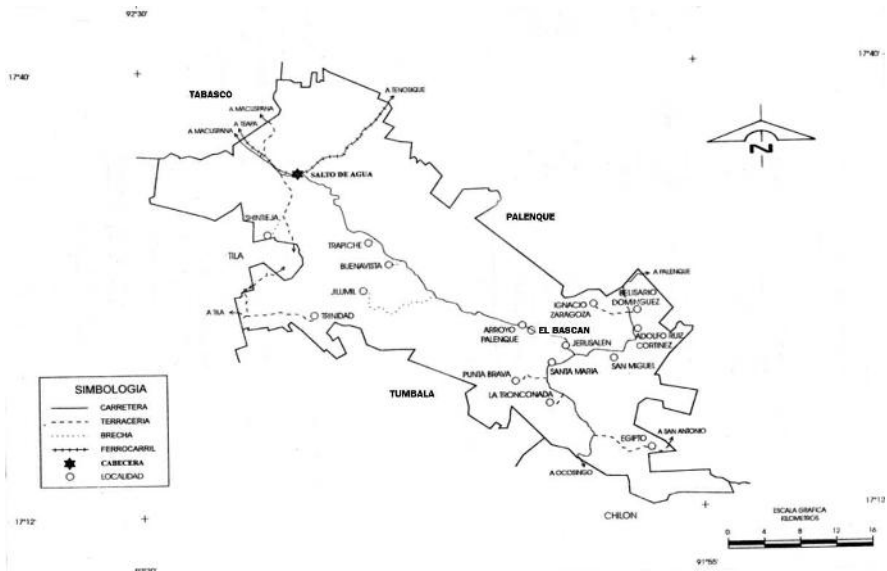 92°30'
17°40'
17°40'
TABASCO
A MACUSPANA
A TEAPA
A MACUSPANA
A TENOSIQUE
SALTO DE AGUA
N
PALENQUE
SHINTEJA
TILA
TRAPICHE
BUENAVISTA
JILUMIL
A TILA
TRINIDAD
A PALENQUE
BELISARIO
DOMINGUEZ
IGNACIO
ZARAGOZA
ARROYO
PALENQUE
EL BASCAN
ADOLFO RUIZ
CORTINEZ
JERUSALEN
SAN MIGUEL
SANTA MARIA
PUNTA BRAVA
LA TRONCONADA
TUMBALA
EGIPTO
A SAN ANTONIO
A OCOSINGO
CHILON
SIMBOLOGIA
CARRETERA
TERRACERIA
BRECHA
FERROCARRIL
CABECERA
LOCALIDAD
17°12'
17°12'
ESCALA GRAFICA
KILOMETROS
0 4 8 12 16
91°55'